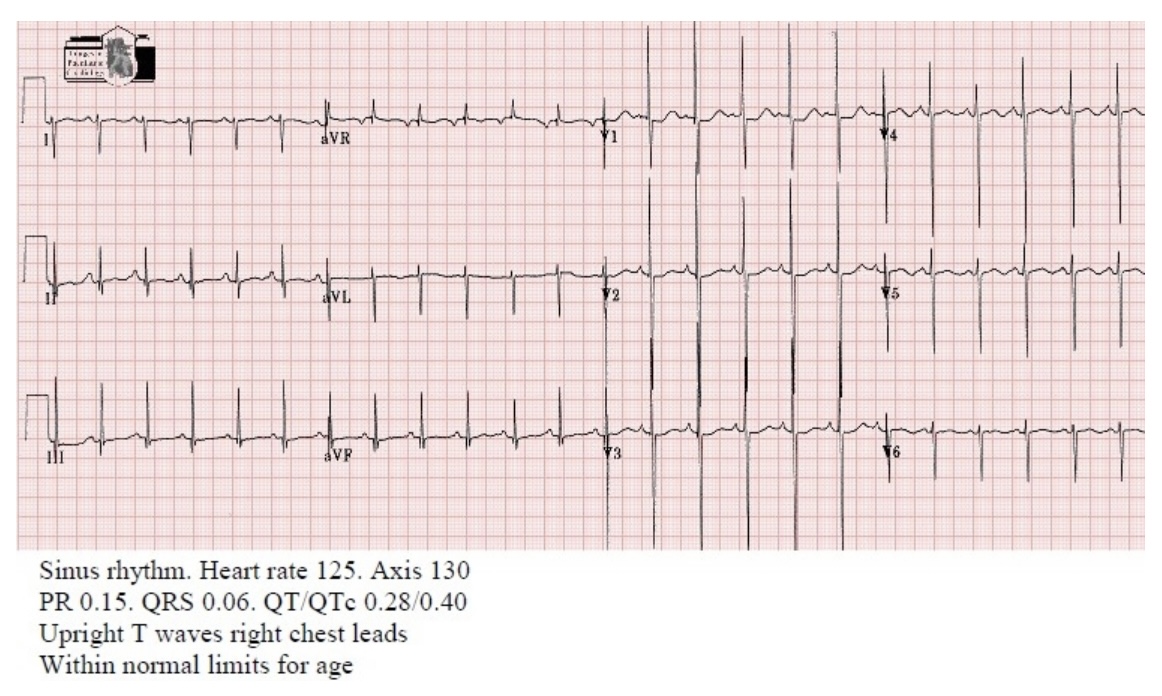 I aVR V1 V4
II aVL V2 V5
III aVF V3 V6
Sinus rhythm. Heart rate 125. Axis 130
PR 0.15. QRS 0.06. QT/QTc 0.28/0.40
Upright T waves right chest leads
Within normal limits for age